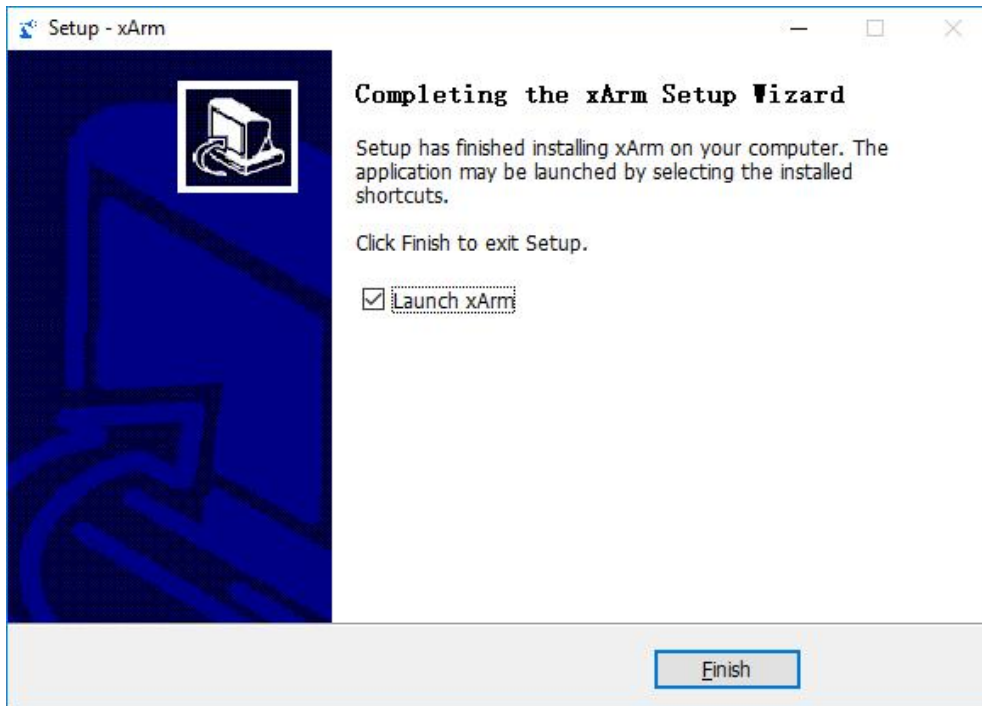 Setup - xArm
Completing the xArm Setup Wizard
Setup has finished installing xArm on your computer. The
application may be launched by selecting the installed
shortcuts.
Click Finish to exit Setup.
Launch xArm
Finish